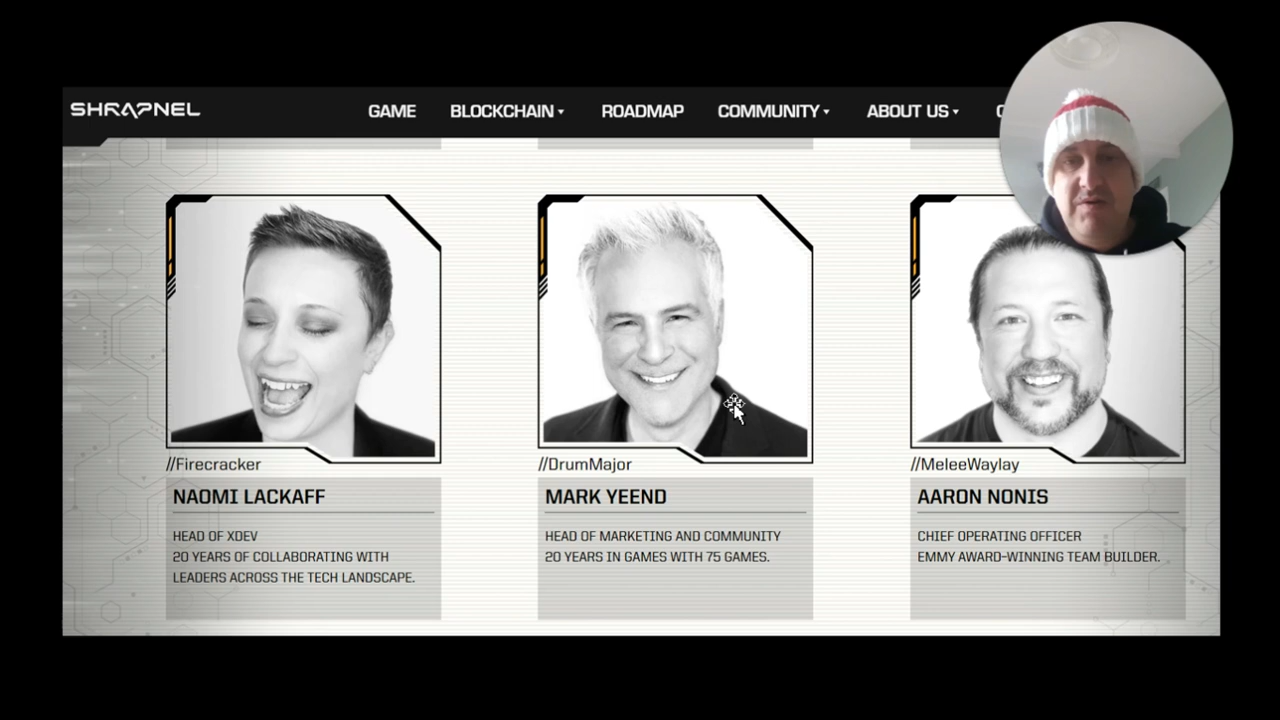 SHRAPNEL
GAME BLOCKCHAIN ROADMAP COMMUNITY ABOUT US
//Firecracker
NAOMI LACKAFF
HEAD OF XDEV
20 YEARS OF COLLABORATING WITH
LEADERS ACROSS THE TECH LANDSCAPE.
//DrumMajor
MARK YEEND
HEAD OF MARKETING AND COMMUNITY
20 YEARS IN GAMES WITH 75 GAMES.
//MeleeWaylay
AARON NONIS
CHIEF OPERATING OFFICER
EMMY AWARD-WINNING TEAM BUILDER.